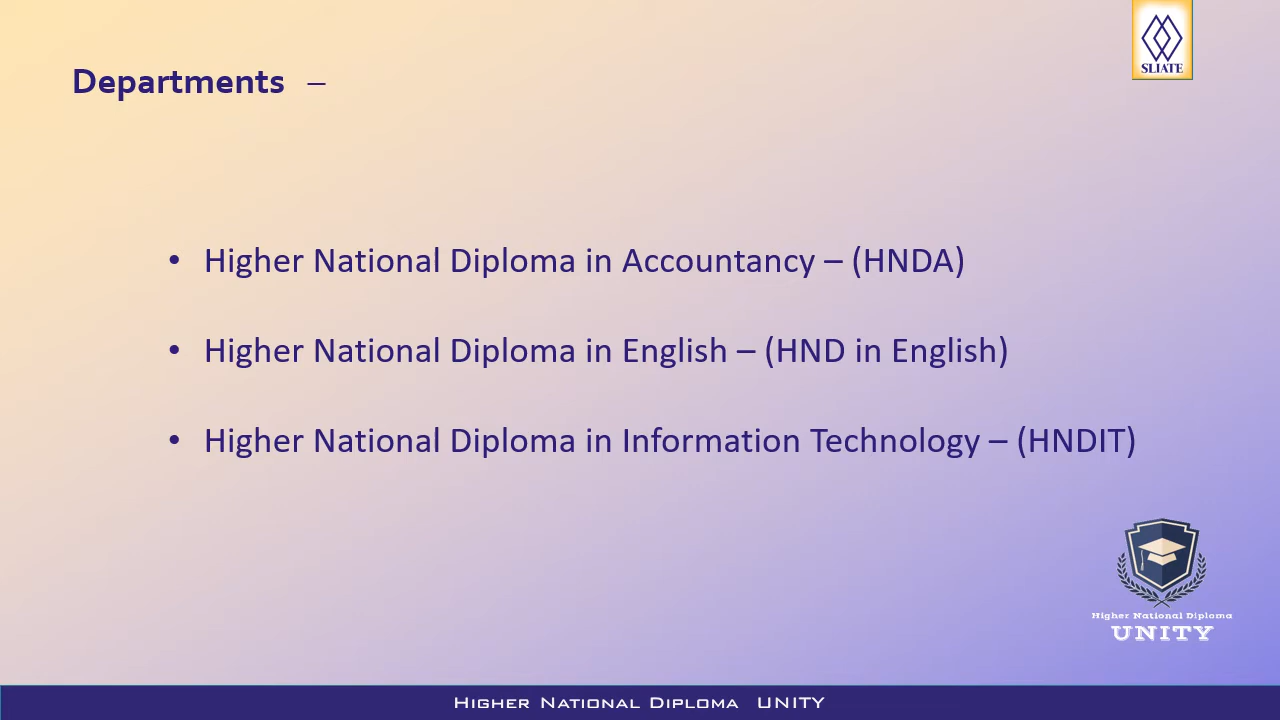 SLIATE
Departments –
• Higher National Diploma in Accountancy – (HNDA)
• Higher National Diploma in English – (HND in English)
• Higher National Diploma in Information Technology – (HNDIT)
Higher National Diploma
UNITY
Higher National Diploma UNITY